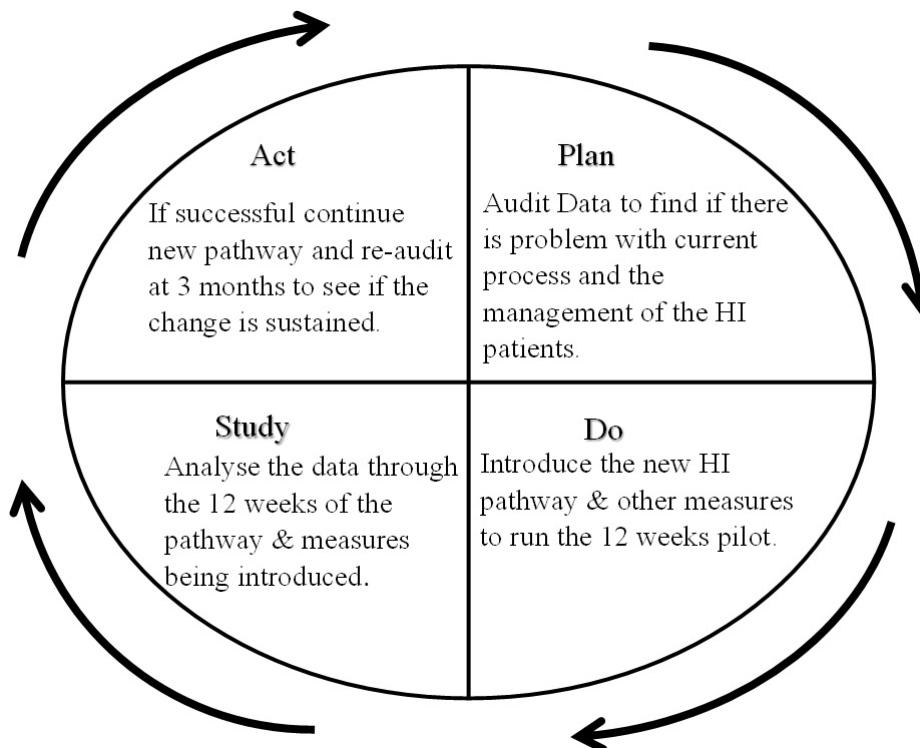 Act
If successful continue
new pathway and re-audit
at 3 months to see if the
change is sustained.
Plan
Audit Data to find if there
is problem with current
process and the
management of the HI
patients.
Study
Analyse the data through
the 12 weeks of the
pathway & measures
being introduced.
Do
Introduce the new HI
pathway & other measures
to run the 12 weeks pilot.